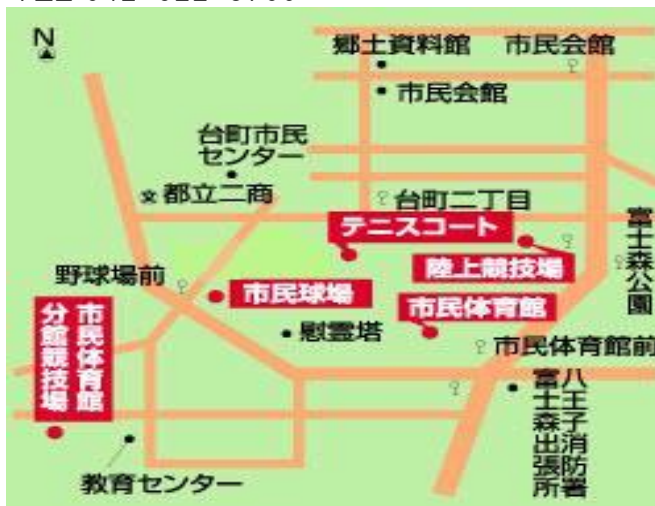 N
郷土資料館
市民会館
市民会館
台町市民
センター
都立二商
台町二丁目
テニスコート
陸上競技場
富士森公園
野球場前
市民球場
市民体育館
慰霊塔
市民体育館前
市民体育館
分館競技場
八王子消防署
富士森出張所
教育センター